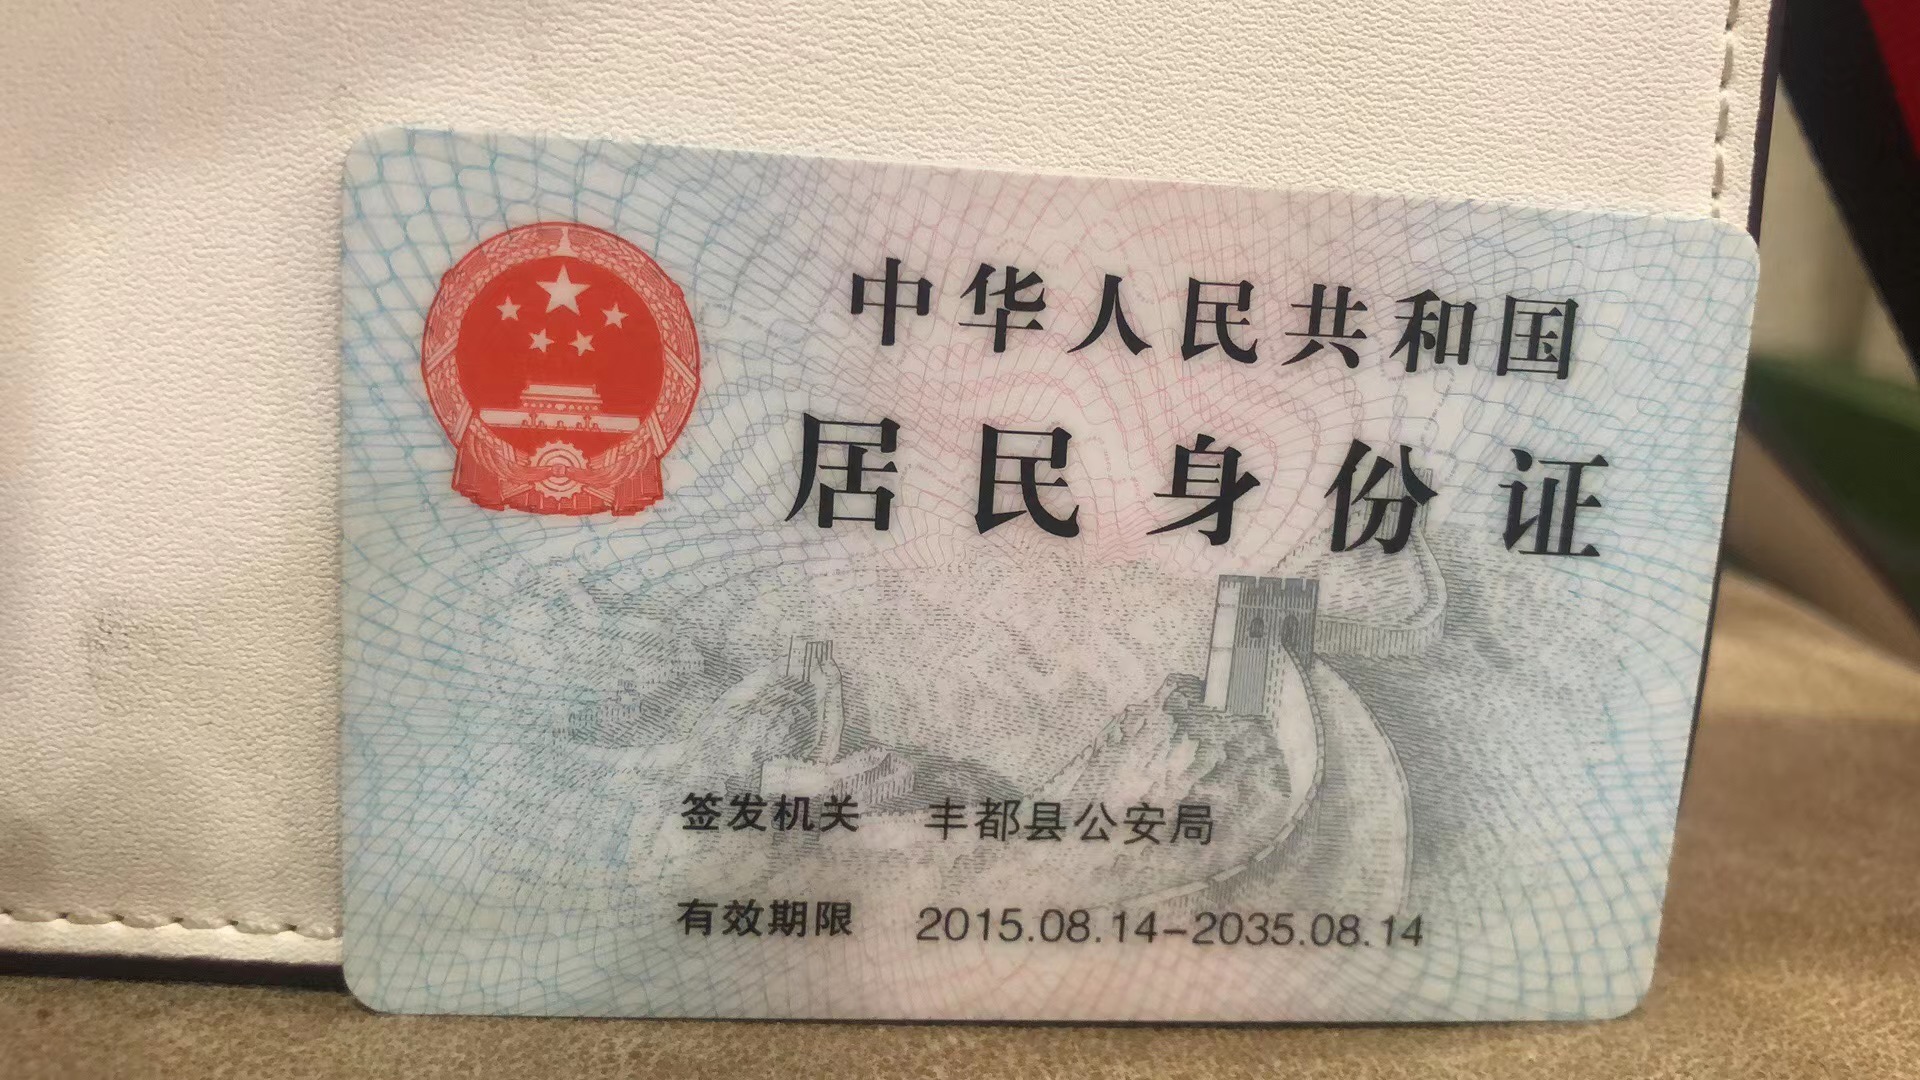 中华人民共和国
居民身份证
签发机关 丰都县公安局
有效期限 2015.08.14-2035.08.14